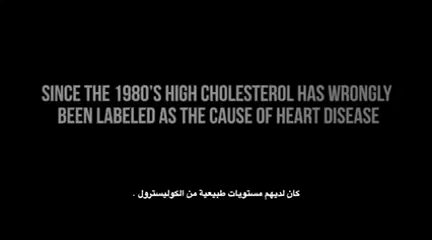 SINCE THE 1980'S HIGH CHOLESTEROL HAS WRONGLY
BEEN LABELED AS THE CAUSE OF HEART DISEASE
كان لديهم مستويات طبيعية من الكوليسترول .